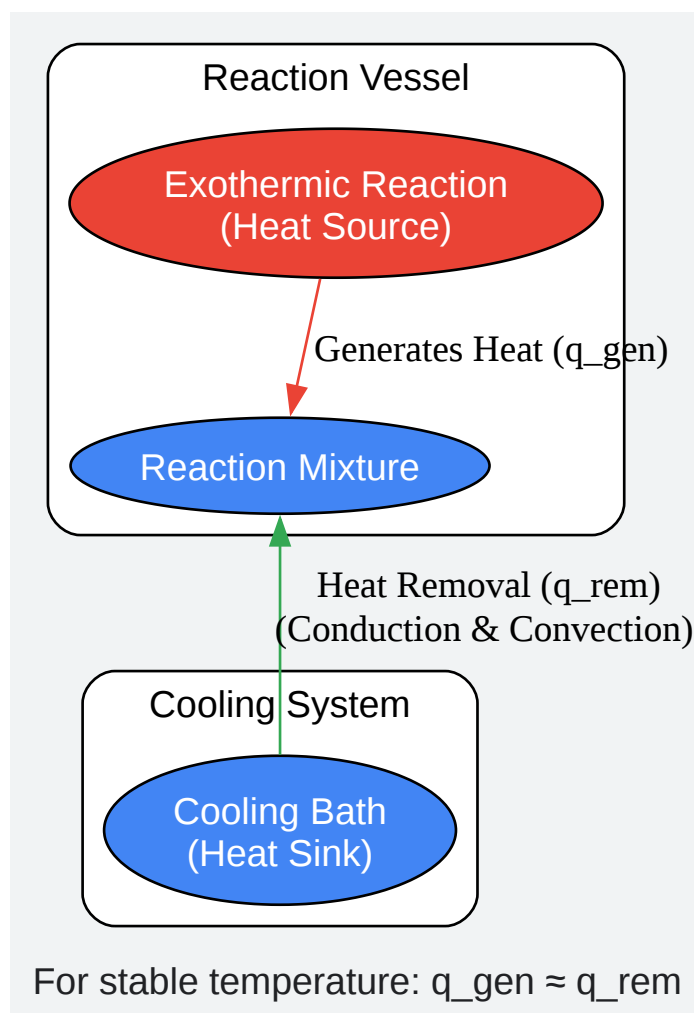 Reaction Vessel
Exothermic Reaction
(Heat Source)
Generates Heat (q_gen)
Reaction Mixture
Heat Removal (q_rem)
(Conduction & Convection)
Cooling System
Cooling Bath
(Heat Sink)
For stable temperature: q_gen ≈ q_rem